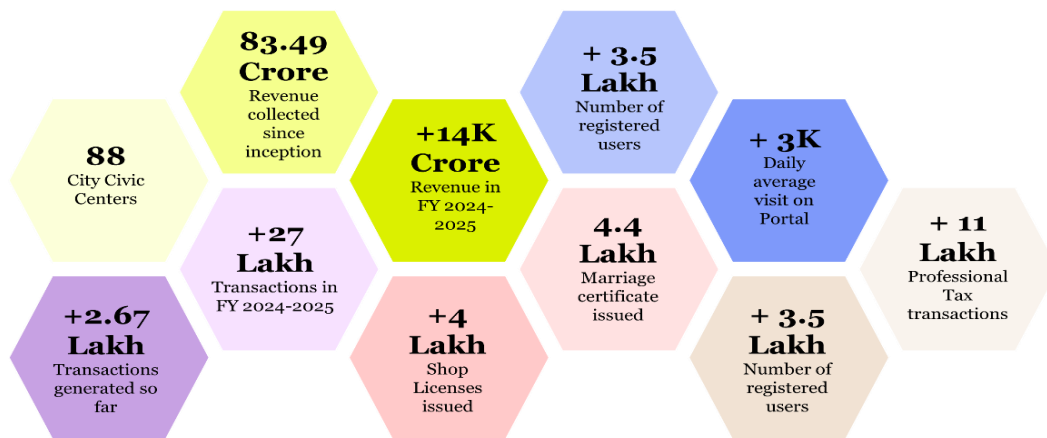 83.49
Crore
Revenue
collected
since
inception
+ 3.5
Lakh
Number of
registered
users
88
City Civic
Centers
+14K
Crore
Revenue in
FY 2024-
2025
+ 3K
Daily
average
visit on
Portal
+27
Lakh
Transactions in
FY 2024-2025
4.4
Lakh
Marriage
certificate
issued
+ 11
Lakh
Professional
Tax
transactions
+2.67
Lakh
Transactions
generated so
far
+4
Lakh
Shop
Licenses
issued
+ 3.5
Lakh
Number of
registered
users